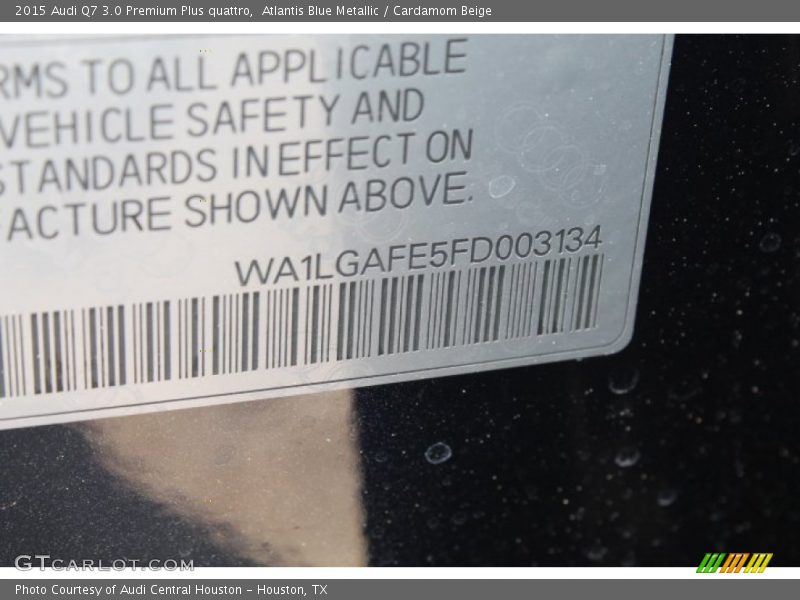 2015 Audi Q7 3.0 Premium Plus quattro,  Atlantis Blue Metallic / Cardamom Beige
RMS TO ALL APPLICABLE
VEHICLE SAFETY AND
STANDARDS IN EFFECT ON
FACTURE SHOWN ABOVE.
WA1LGAFE5FD003134
GTCARLOT.COM
Photo Courtesy of Audi Central Houston - Houston, TX